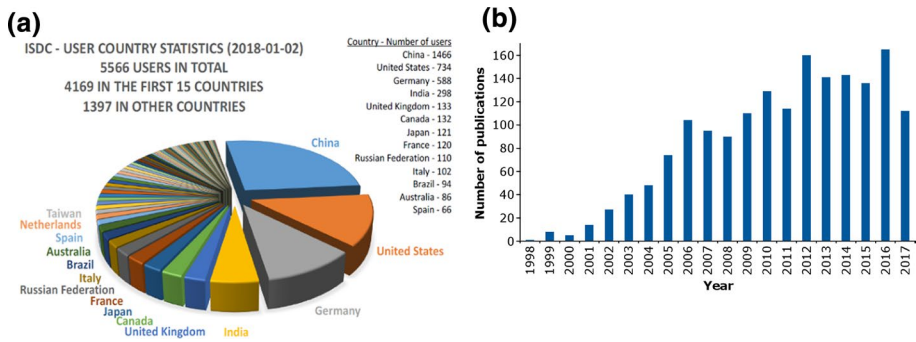 (a)
ISDC - USER COUNTRY STATISTICS (2018-01-02)
5566 USERS IN TOTAL
4169 IN THE FIRST 15 COUNTRIES
1397 IN OTHER COUNTRIES
Country - Number of users
China - 1466
United States - 734
Germany - 588
India - 298
United Kingdom - 133
Canada - 132
Japan - 121
France - 120
Russian Federation - 110
Italy - 102
Brazil - 94
Australia - 86
Spain - 66
China
United States
Germany
India
United Kingdom
Canada
Japan
France
Russian Federation
Italy
Brazil
Australia
Spain
Netherlands
Taiwan
(b)
Number of publications
160
140
120
100
80
60
40
20
0
1998
1999
2000
2001
2002
2003
2004
2005
2006
2007
2008
2009
2010
2011
2012
2013
2014
2015
2016
2017
Year